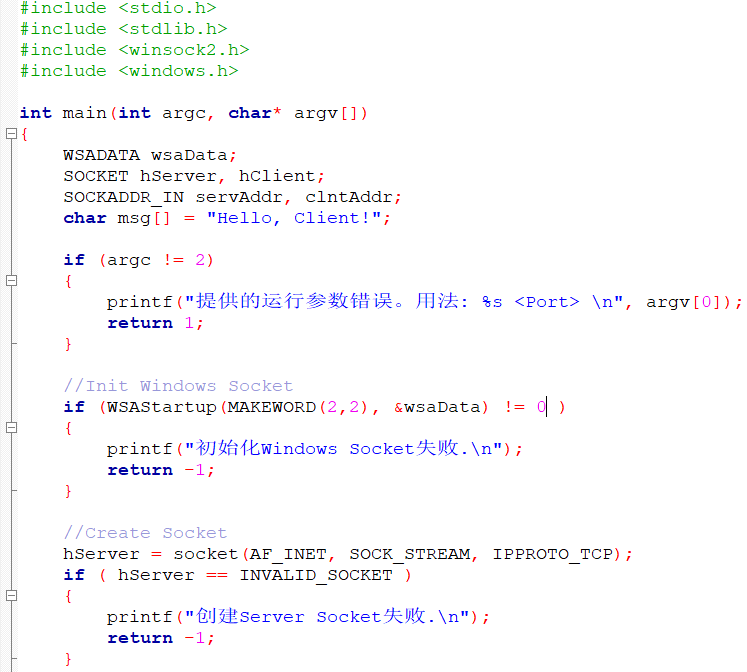 #include <stdio.h>
#include <stdlib.h>
#include <winsock2.h>
#include <windows.h>
int main(int argc, char* argv[])
{
WSADATA wsaData;
SOCKET hServer, hClient;
SOCKADDR_IN servAddr, clntAddr;
char msg[] = "Hello, Client!";
if (argc != 2)
{
printf("提供的运行参数错误。用法: %s <Port> \n", argv[0]);
return 1;
}
//Init Windows Socket
if (WSAStartup(MAKEWORD(2,2), &wsaData) != 0 )
{
printf("初始化Windows Socket失败.\n");
return -1;
}
//Create Socket
hServer = socket(AF_INET, SOCK_STREAM, IPPROTO_TCP);
if ( hServer == INVALID_SOCKET )
{
printf("创建Server Socket失败.\n");
return -1;
}